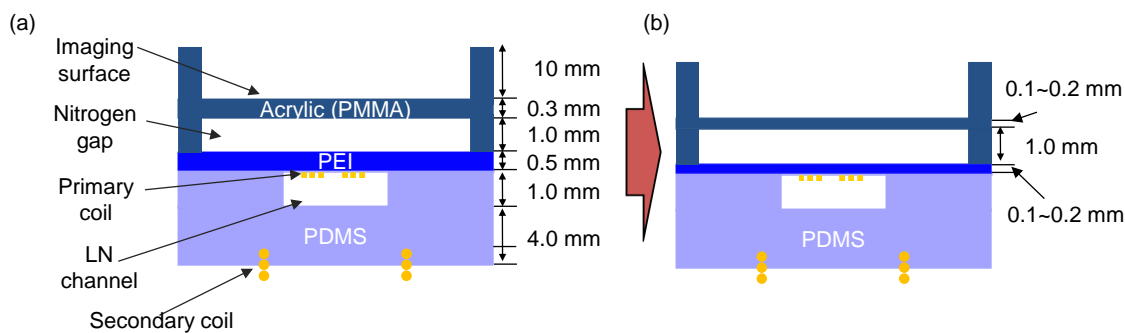 (a)
Imaging
surface
Nitrogen
gap
Primary
coil
LN
channel
Secondary coil
Acrylic (PMMA)
PEI
PDMS
10 mm
0.3 mm
1.0 mm
0.5 mm
1.0 mm
4.0 mm
(b)
0.1~0.2 mm
1.0 mm
0.1~0.2 mm
PDMS